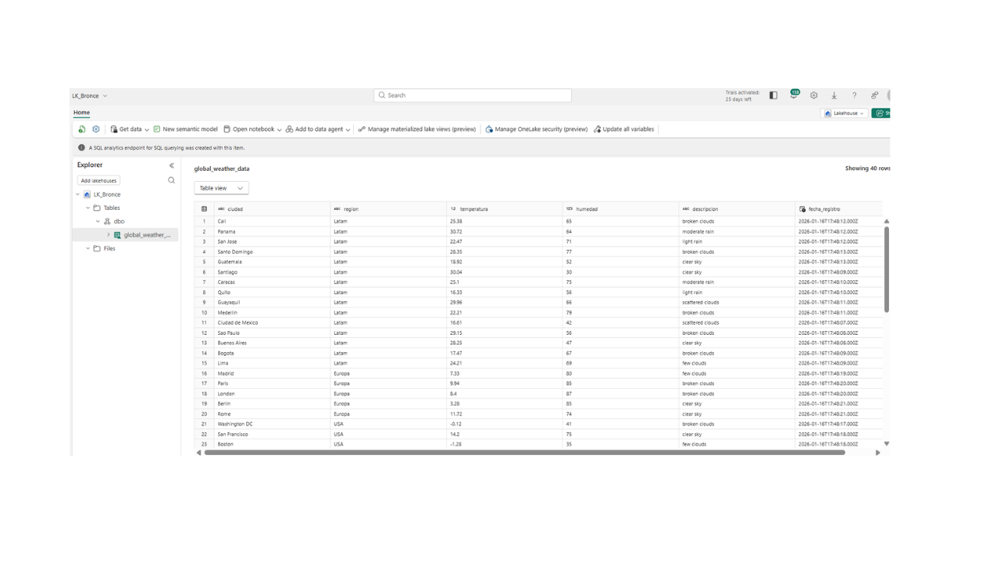 LK_Bronce
Search
Trials activated:
25 days left
158
?
Home
Lakehouse
Sh
Get data
New semantic model
Open notebook
Add to data agent
Manage materialized lake views (preview)
Manage OneLake security (preview)
Update all variables
A SQL analytics endpoint for SQL querying was created with this item.
Explorer
Add lakehouses
LK_Bronce
Tables
dbo
global_weather_...
Files
global_weather_data
Showing 40 rows
Table view
ABC ciudad ABC region 12 temperatura 123 humedad ABC descripcion fecha_registro
1 Cali Latam 25.38 65 broken clouds 2026-01-16T17:48:12.000Z
2 Panama Latam 30.72 64 moderate rain 2026-01-16T17:48:12.000Z
3 San Jose Latam 22.47 71 light rain 2026-01-16T17:48:12.000Z
4 Santo Domingo Latam 28.35 77 broken clouds 2026-01-16T17:48:13.000Z
5 Guatemala Latam 18.92 52 clear sky 2026-01-16T17:48:13.000Z
6 Santiago Latam 30.04 30 clear sky 2026-01-16T17:48:09.000Z
7 Caracas Latam 25.1 75 moderate rain 2026-01-16T17:48:10.000Z
8 Quito Latam 16.33 56 light rain 2026-01-16T17:48:10.000Z
9 Guayaquil Latam 29.96 66 scattered clouds 2026-01-16T17:48:11.000Z
10 Medellin Latam 22.21 79 broken clouds 2026-01-16T17:48:11.000Z
11 Ciudad de Mexico Latam 16.61 42 scattered clouds 2026-01-16T17:48:07.000Z
12 Sao Paulo Latam 29.15 56 broken clouds 2026-01-16T17:48:08.000Z
13 Buenos Aires Latam 28.25 47 clear sky 2026-01-16T17:48:08.000Z
14 Bogota Latam 17.47 67 broken clouds 2026-01-16T17:48:09.000Z
15 Lima Latam 24.21 69 few clouds 2026-01-16T17:48:09.000Z
16 Madrid Europa 7.33 80 few clouds 2026-01-16T17:48:19.000Z
17 Paris Europa 9.94 85 broken clouds 2026-01-16T17:48:20.000Z
18 London Europa 8.4 87 broken clouds 2026-01-16T17:48:20.000Z
19 Berlin Europa 3.28 85 clear sky 2026-01-16T17:48:21.000Z
20 Rome Europa 11.72 74 clear sky 2026-01-16T17:48:21.000Z
21 Washington DC USA -0.12 41 broken clouds 2026-01-16T17:48:17.000Z
22 San Francisco USA 14.2 75 clear sky 2026-01-16T17:48:18.000Z
23 Boston USA -1.28 35 few clouds 2026-01-16T17:48:18.000Z